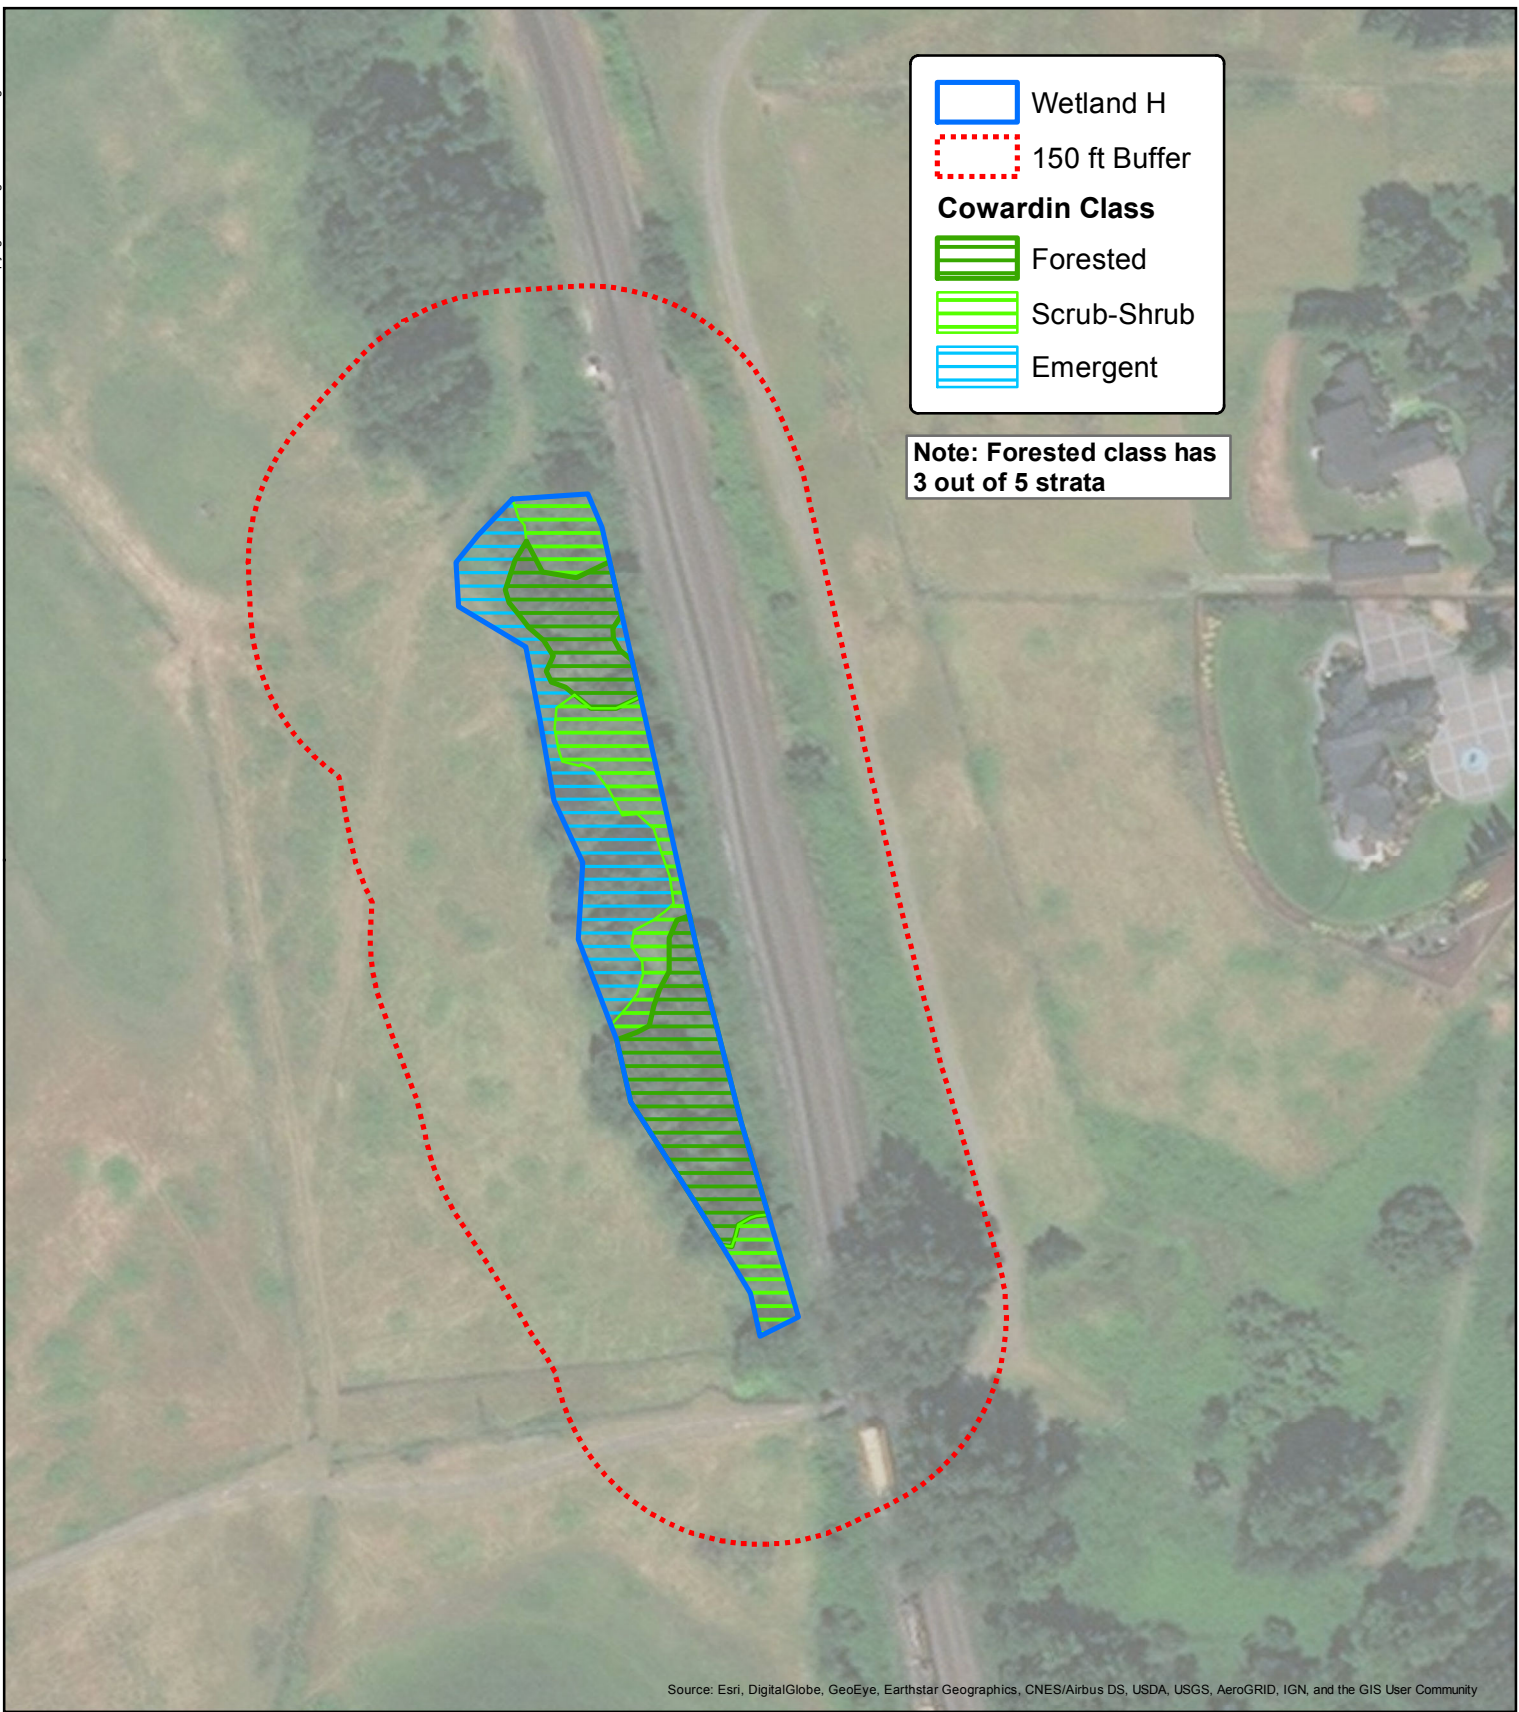 Wetland H
150 ft Buffer
Cowardin Class
Forested
Scrub-Shrub
Emergent
Note: Forested class has
3 out of 5 strata
Source: Esri, DigitalGlobe, GeoEye, Earthstar Geographics, CNES/Airbus DS, USDA, USGS, AeroGRID, IGN, and the GIS User Community